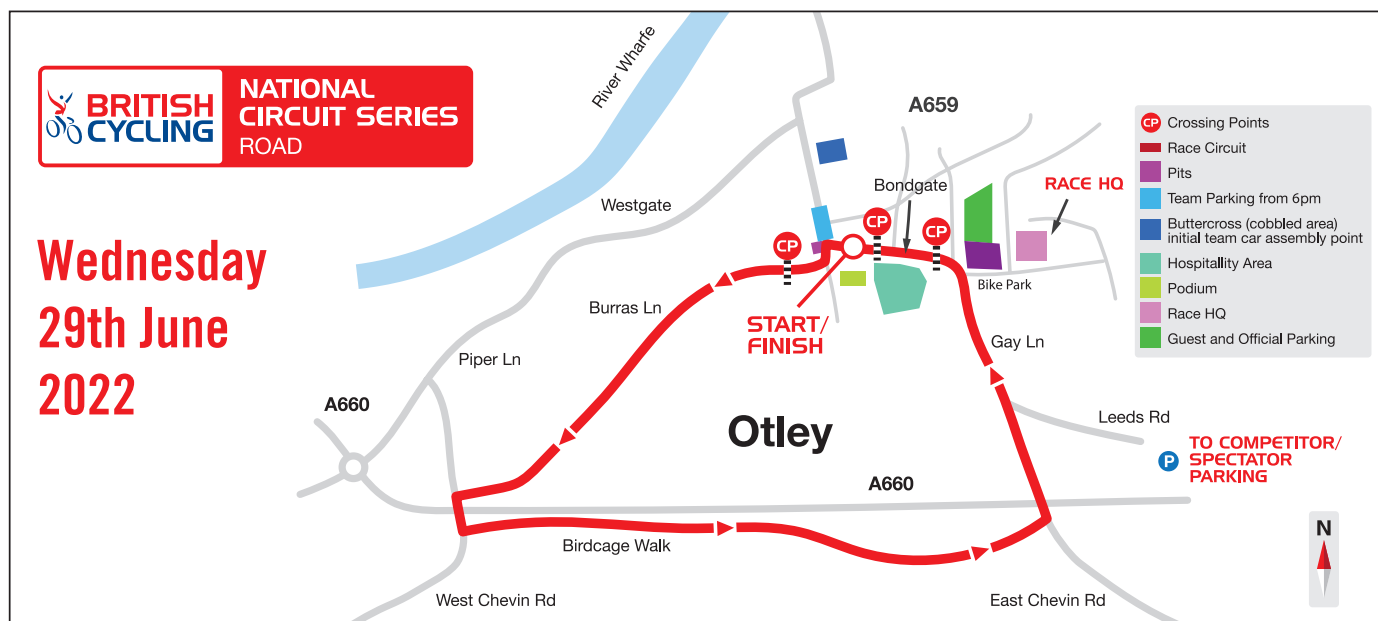 BRITISH
CYCLING
NATIONAL
CIRCUIT SERIES
ROAD
Wednesday
29th June
2022
River Wharfe
A659
Westgate
Bondgate
RACE HQ
CP
CP
CP
Burras Ln
START/
FINISH
Bike Park
Gay Ln
Piper Ln
A660
Otley
Leeds Rd
P
TO COMPETITOR/
SPECTATOR
PARKING
A660
Birdcage Walk
West Chevin Rd
East Chevin Rd
N
CP Crossing Points
Race Circuit
Pits
Team Parking from 6pm
Buttercross (cobbled area)
initial team car assembly point
Hospitality Area
Podium
Race HQ
Guest and Official Parking